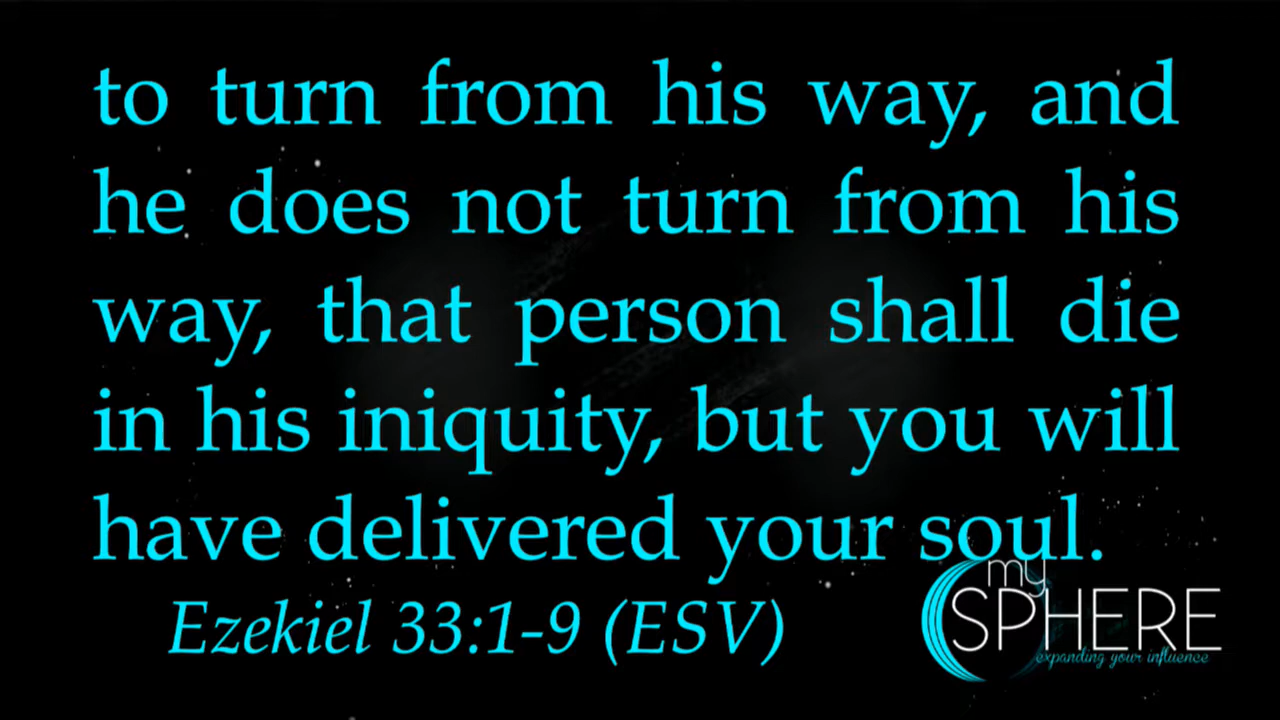 to turn from his way, and
he does not turn from his
way, that person shall die
in his iniquity, but you will
have delivered your soul.
Ezekiel 33:1-9 (ESV)
my
SPHERE
expanding your influence